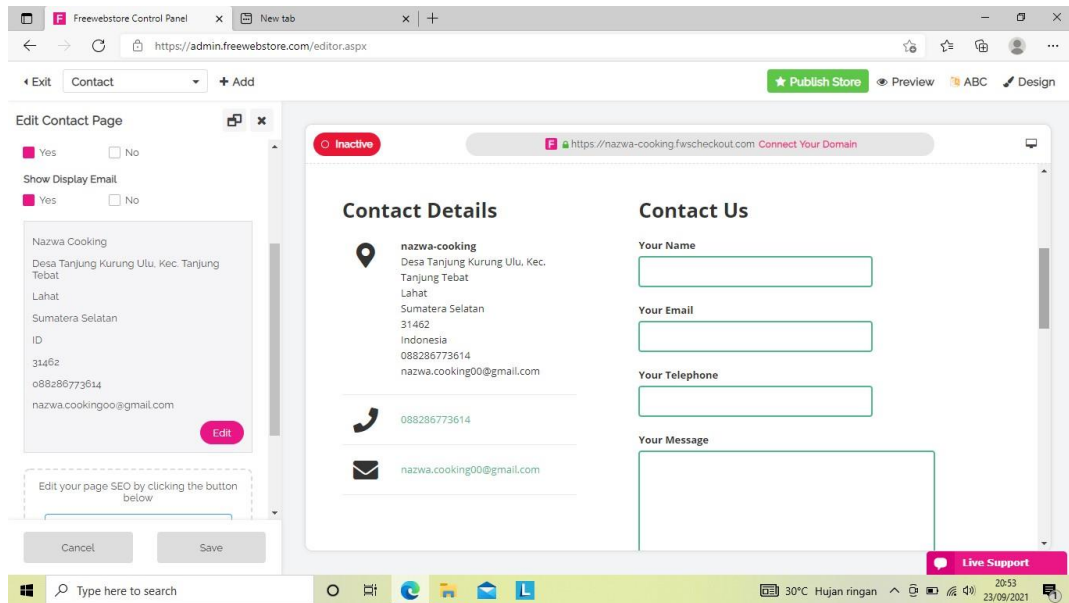 Freewebstore Control Panel
New tab
https://admin.freewebstore.com/editor.aspx
Exit
Contact
+ Add
Publish Store
Preview
ABC
Design
Edit Contact Page
Yes
No
Show Display Email
Yes
No
Nazwa Cooking
Desa Tanjung Kurung Ulu, Kec. Tanjung
Tebat
Lahat
Sumatera Selatan
ID
31462
088286773614
nazwa.cooking00@gmail.com
Edit
Edit your page SEO by clicking the button
below
Cancel
Save
Inactive
https://nazwa-cooking.fwscheckout.com Connect Your Domain
Contact Details
nazwa-cooking
Desa Tanjung Kurung Ulu, Kec.
Tanjung Tebat
Lahat
Sumatera Selatan
31462
Indonesia
088286773614
nazwa.cooking00@gmail.com
088286773614
nazwa.cooking00@gmail.com
Contact Us
Your Name
Your Email
Your Telephone
Your Message
Live Support
Type here to search
L
30°C Hujan ringan
20:53
23/09/2021